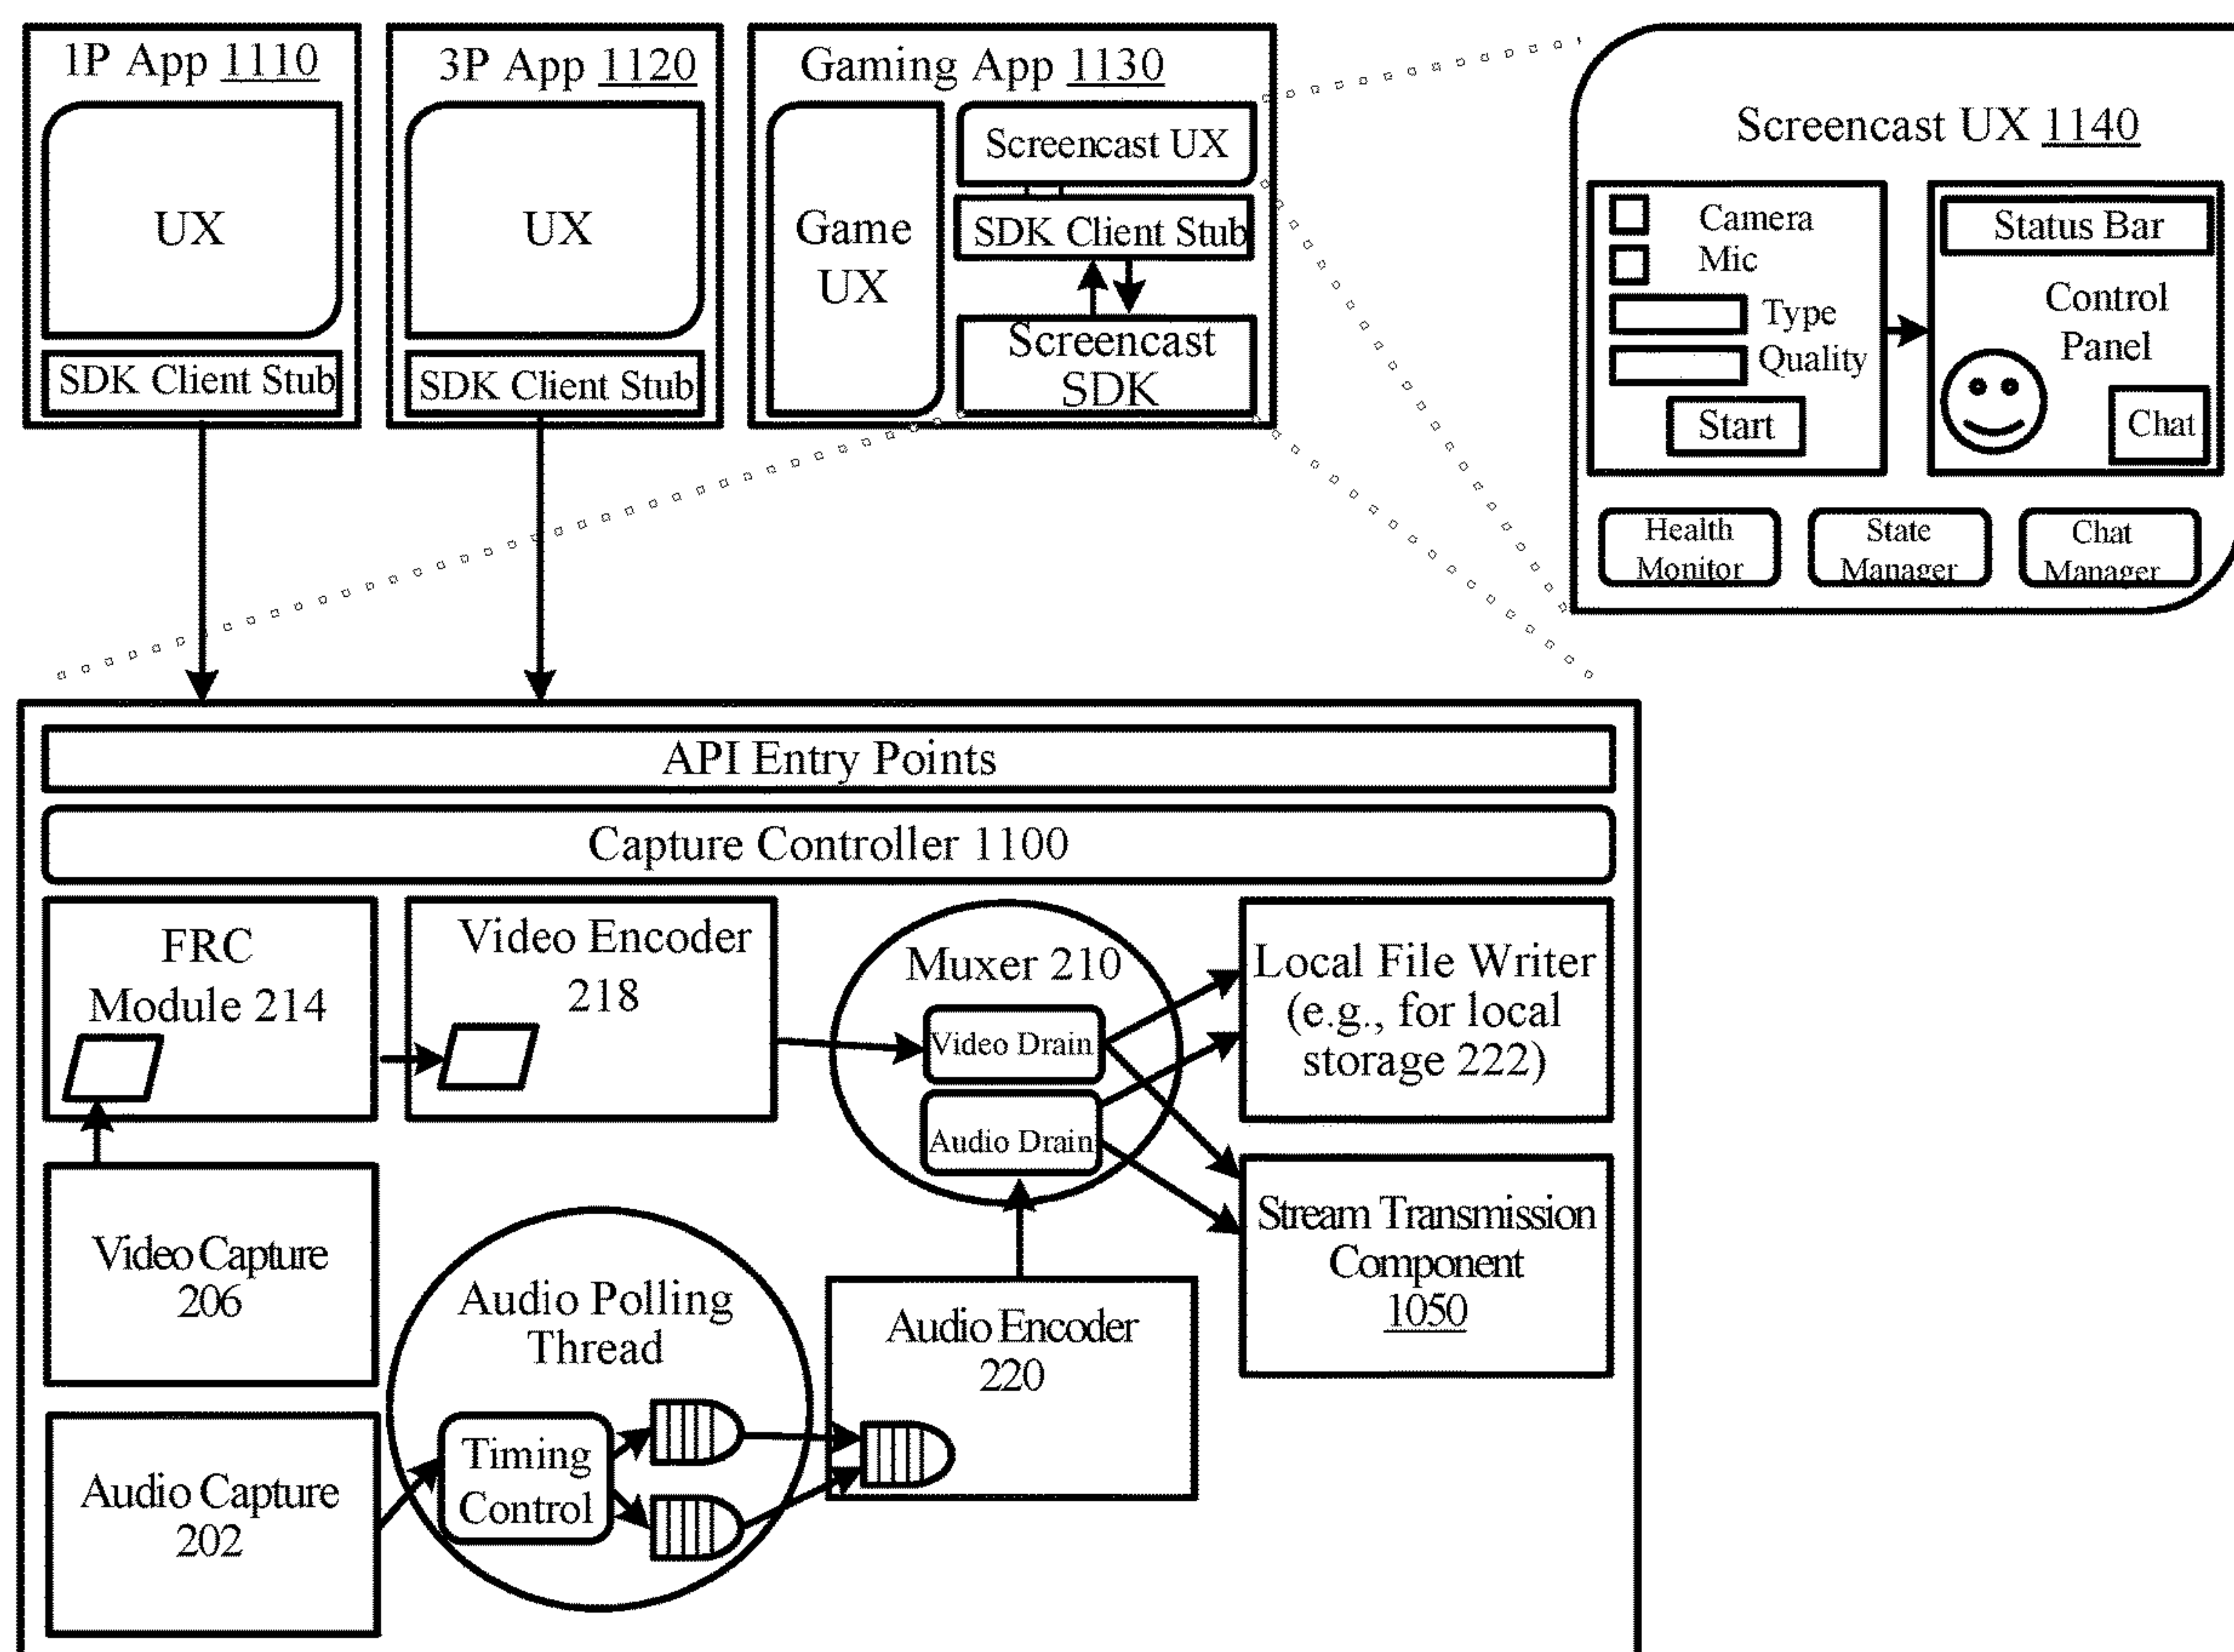 1P App 1110
UX
SDK Client Stub
3P App 1120
UX
SDK Client Stub
Gaming App 1130
Game
UX
Screencast UX
SDK Client Stub
Screencast
SDK
Screencast UX 1140
Camera
Mic
Type
Quality
Start
Status Bar
Control
Panel
Chat
Health
Monitor
State
Manager
Chat
Manager
API Entry Points
Capture Controller 1100
FRC
Module 214
Video Encoder
218
Muxer 210
Video Drain
Audio Drain
Local File Writer
(e.g., for local
storage 222)
Video Capture
206
Audio Polling
Thread
Timing
Control
Audio Encoder
220
Stream Transmission
Component
1050
Audio Capture
202